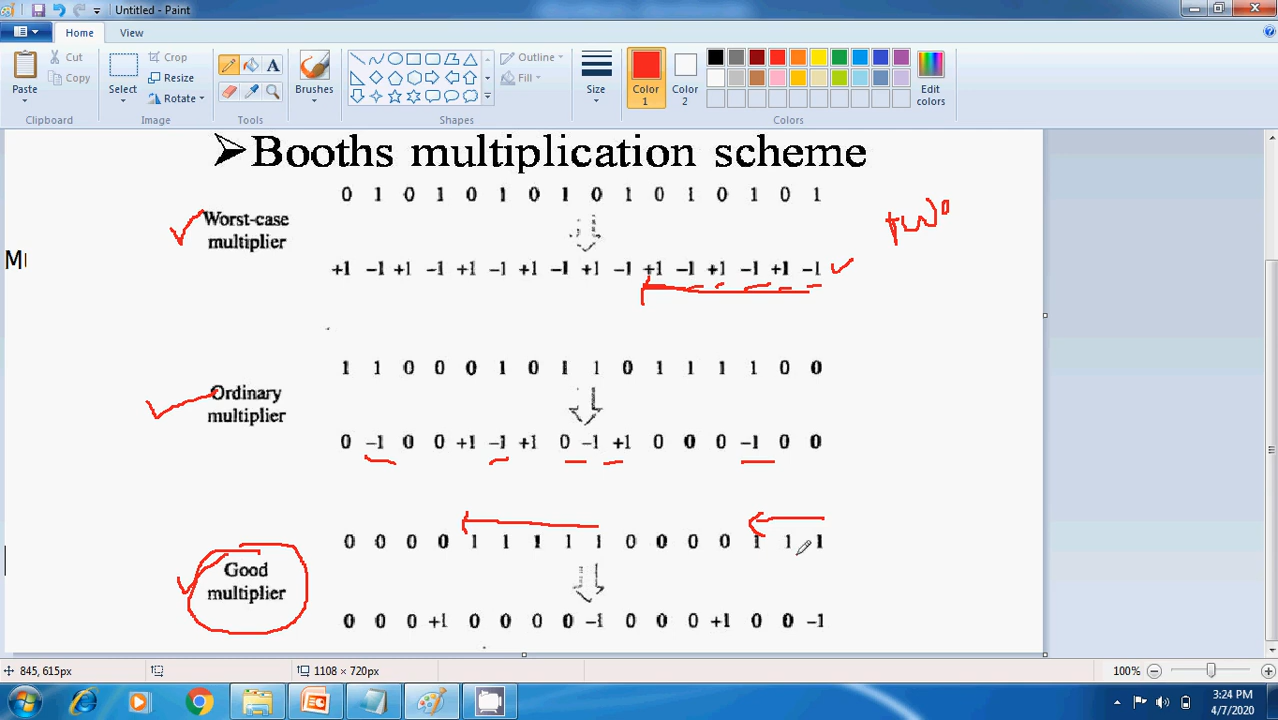 Untitled - Paint
Home View
Paste
Cut
Copy
Clipboard
Select
Crop
Resize
Rotate
Image
Tools
Brushes
Outline
Fill
Shapes
Size
Color 1
Color 2
Edit colors
Colors
➤Booths multiplication scheme
0 1 0 1 0 1 0 1 0 1 0 1 0 1 0 1
Worst-case
multiplier
+1 -1 +1 -1 +1 -1 +1 -1 +1 -1 +1 -1 +1 -1 +1 -1
two
1 1 0 0 0 1 0 1 1 0 1 1 1 1 0 0
Ordinary
multiplier
0 -1 0 0 +1 -1 +1 0 -1 +1 0 0 0 -1 0 0
0 0 0 0 1 1 1 1 1 0 0 0 0 1 1 1
Good
multiplier
0 0 0 +1 0 0 0 0 -1 0 0 0 +1 0 0 -1
845, 615px
1108 × 720px
100%
3:24 PM
4/7/2020